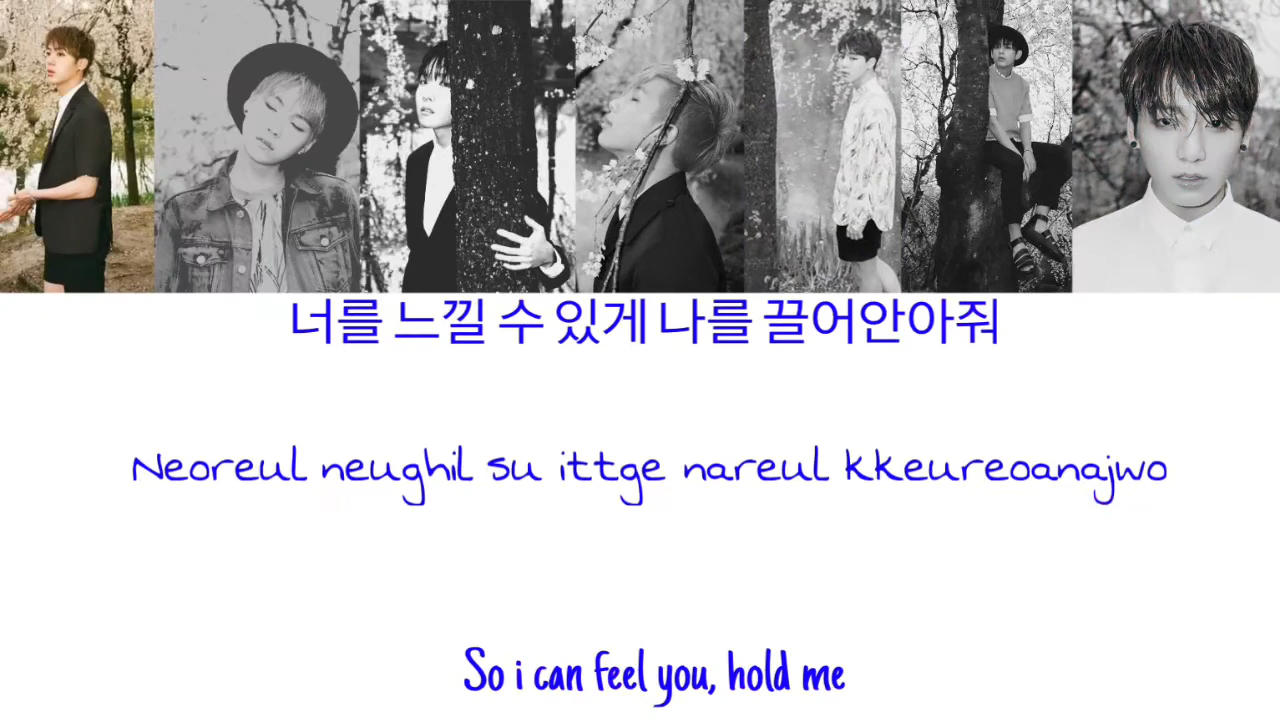 너를 느낄 수 있게 나를 끌어안아줘
Neoreul neughil su ittge nareul kkeureoanajwo
So i can feel you, hold me